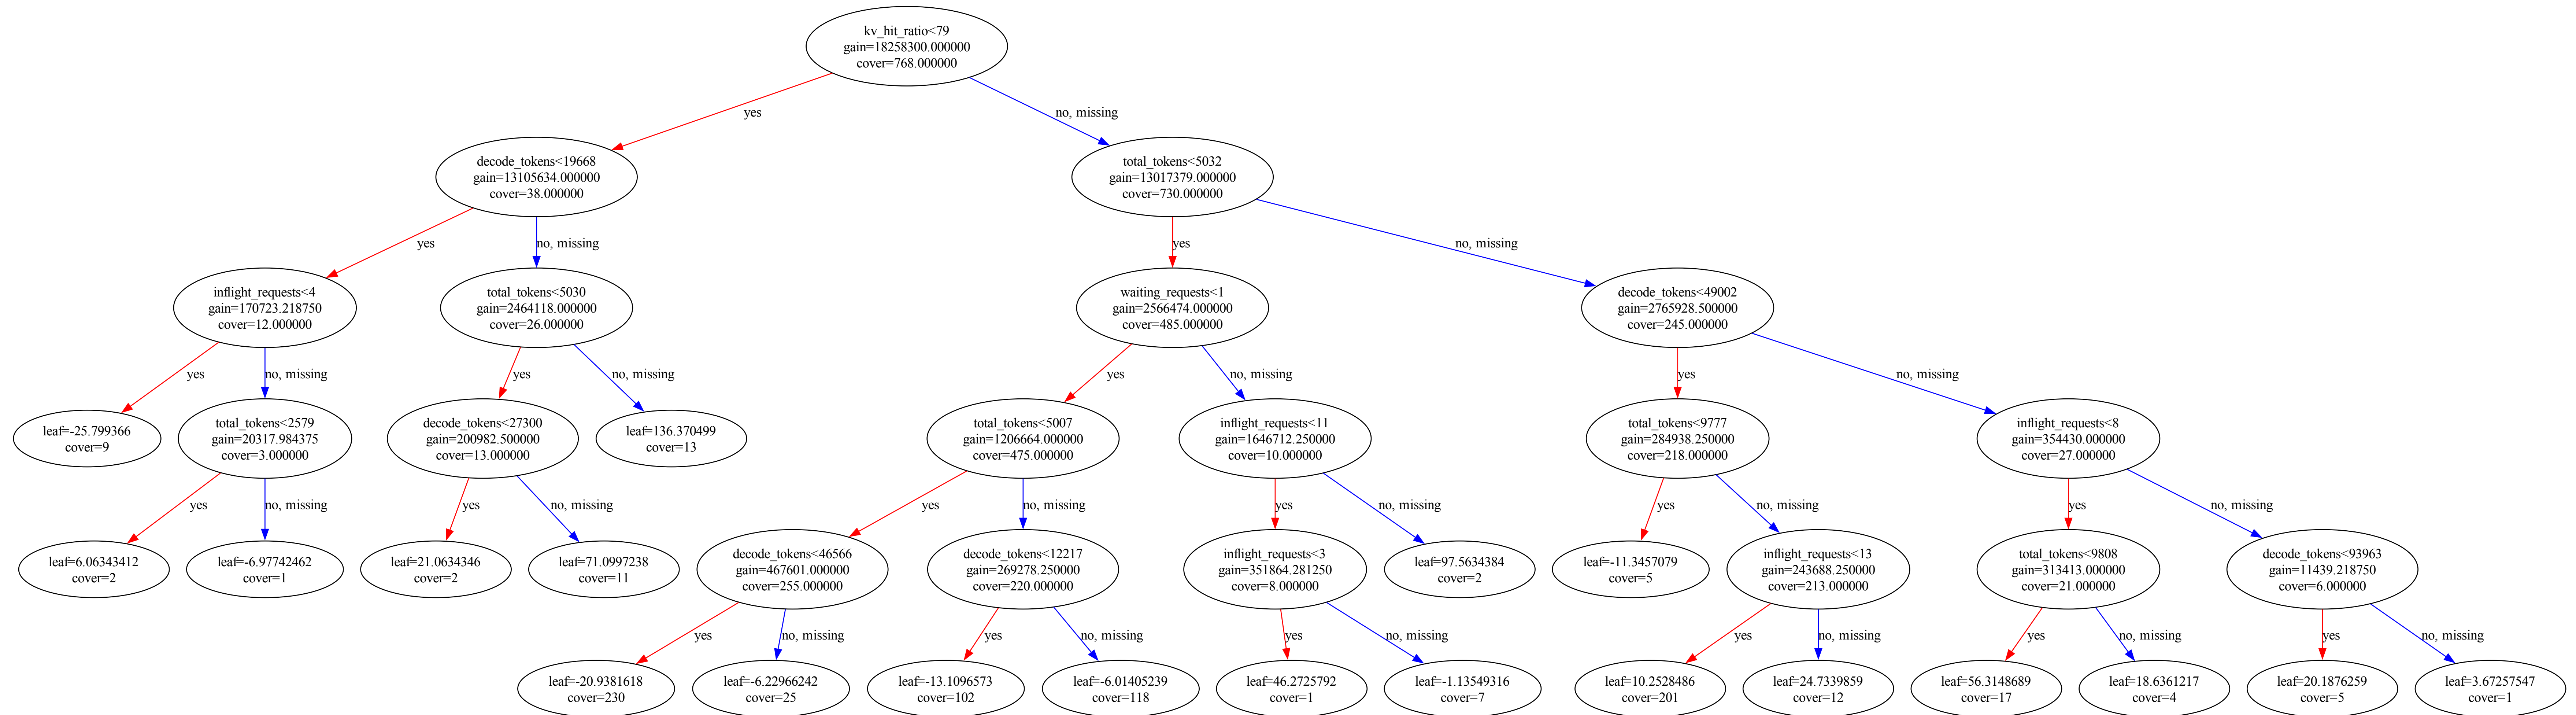 kv_hit_ratio<79
gain=18258300.000000
cover=768.000000
yes
no, missing
decode_tokens<19668
gain=13105634.000000
cover=38.000000
total_tokens<5032
gain=13017379.000000
cover=730.000000
yes
no, missing
yes
no, missing
inflight_requests<4
gain=170723.218750
cover=12.000000
total_tokens<5030
gain=2464118.000000
cover=26.000000
waiting_requests<1
gain=2566474.000000
cover=485.000000
decode_tokens<49002
gain=2765928.500000
cover=245.000000
yes
no, missing
yes
no, missing
yes
no, missing
yes
no, missing
leaf=-25.799366
cover=9
total_tokens<2579
gain=20317.984375
cover=3.000000
decode_tokens<27300
gain=200982.500000
cover=13.000000
leaf=136.370499
cover=13
total_tokens<5007
gain=1206664.000000
cover=475.000000
inflight_requests<11
gain=1646712.250000
cover=10.000000
total_tokens<9777
gain=284938.250000
cover=218.000000
inflight_requests<8
gain=354430.000000
cover=27.000000
yes
no, missing
yes
no, missing
yes
no, missing
yes
no, missing
yes
no, missing
yes
no, missing
leaf=6.06343412
cover=2
leaf=-6.97742462
cover=1
leaf=21.0634346
cover=2
leaf=71.0997238
cover=11
decode_tokens<46566
gain=467601.000000
cover=255.000000
decode_tokens<12217
gain=269278.250000
cover=220.000000
inflight_requests<3
gain=351864.281250
cover=8.000000
leaf=97.5634384
cover=2
leaf=-11.3457079
cover=5
inflight_requests<13
gain=243688.250000
cover=213.000000
total_tokens<9808
gain=313413.000000
cover=21.000000
decode_tokens<93963
gain=11439.218750
cover=6.000000
yes
no, missing
yes
no, missing
yes
no, missing
yes
no, missing
yes
no, missing
yes
no, missing
leaf=-20.9381618
cover=230
leaf=-6.22966242
cover=25
leaf=-13.1096573
cover=102
leaf=-6.01405239
cover=118
leaf=46.2725792
cover=1
leaf=-1.13549316
cover=7
leaf=10.2528486
cover=201
leaf=24.7339859
cover=12
leaf=56.3148689
cover=17
leaf=18.6361217
cover=4
leaf=20.1876259
cover=5
leaf=3.67257547
cover=1